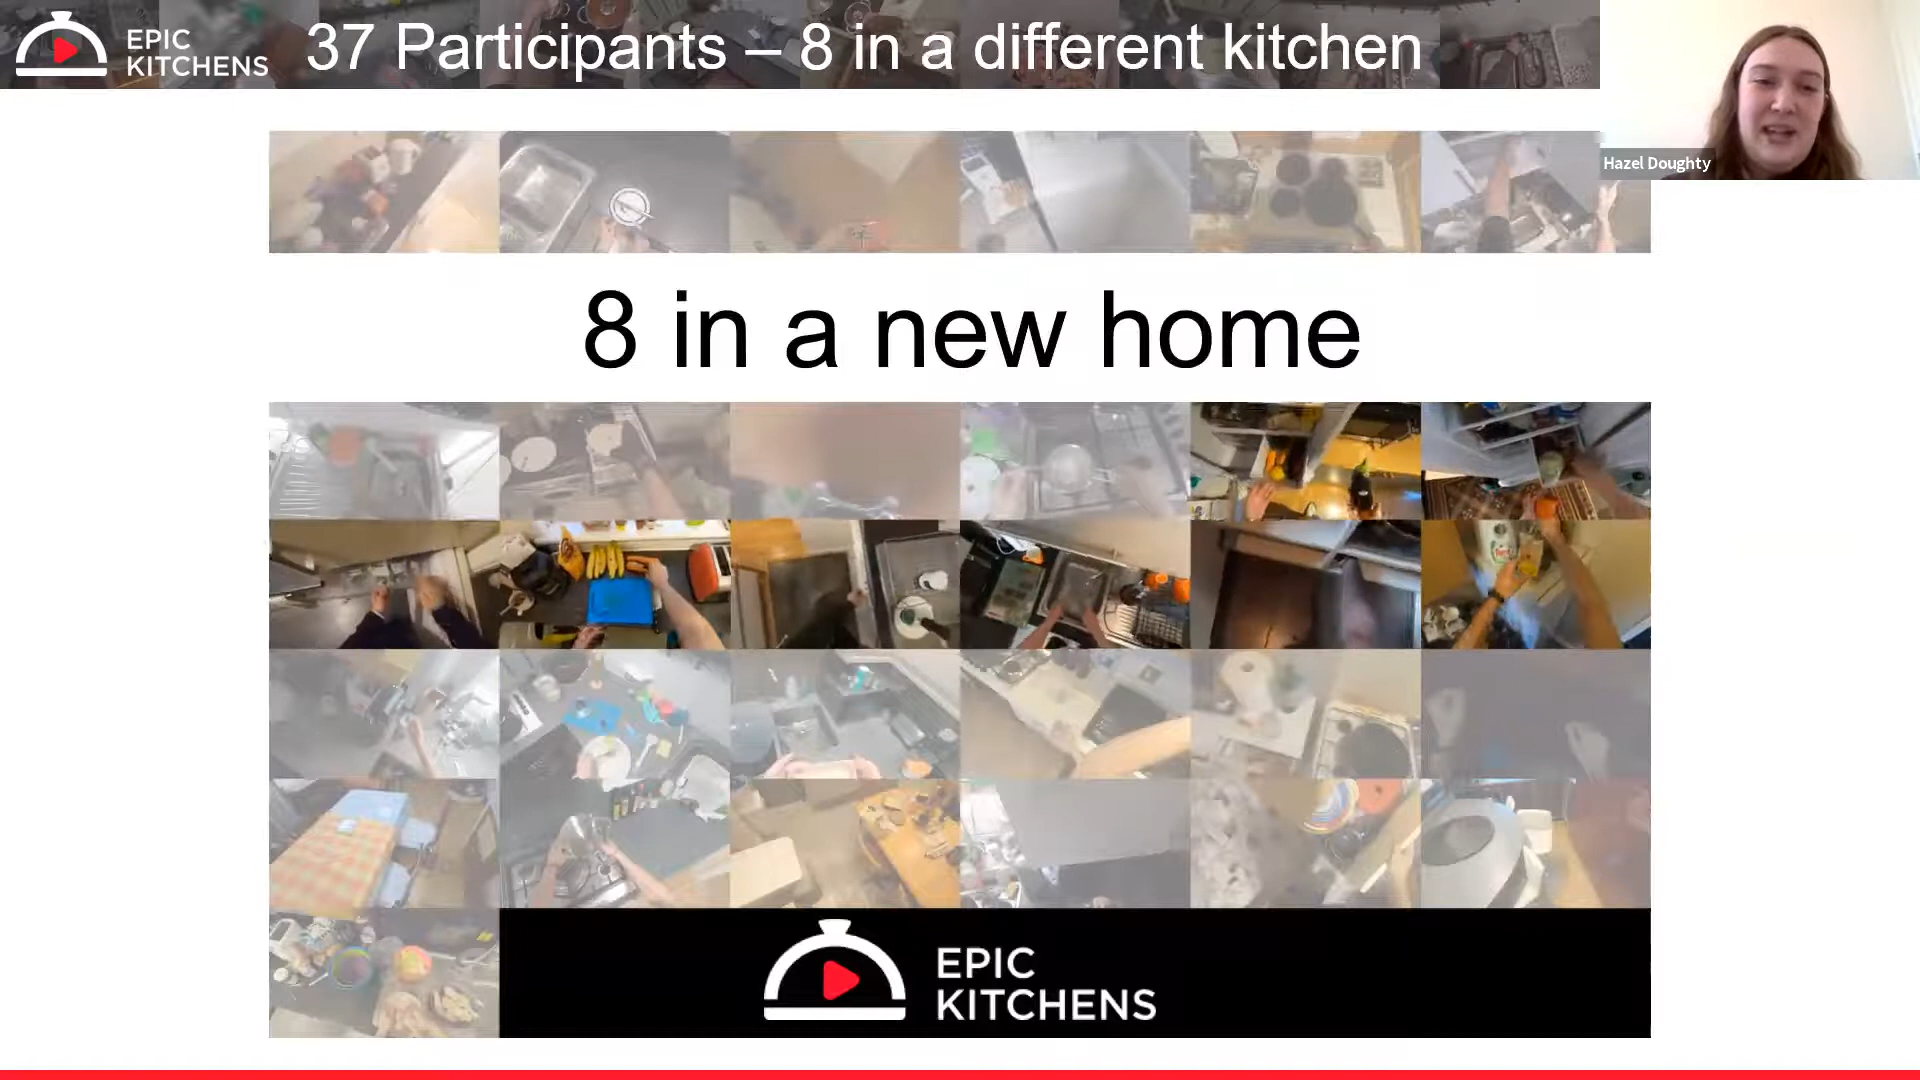 EPIC
KITCHENS
37 Participants – 8 in a different kitchen
Hazel Doughty
8 in a new home
EPIC
KITCHENS